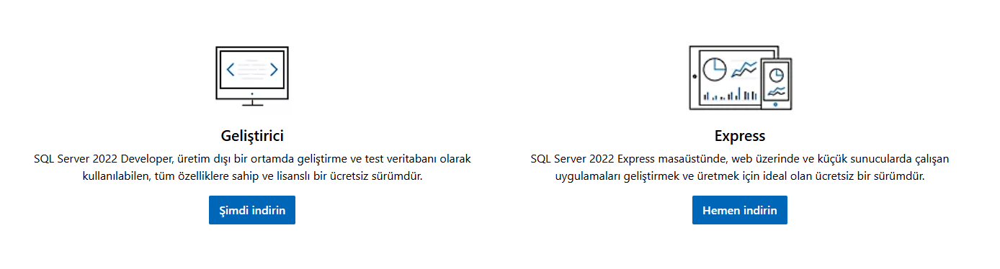 Geliştirici
SQL Server 2022 Developer, üretim dışı bir ortamda geliştirme ve test veritabanı olarak
kullanılabilen, tüm özelliklere sahip ve lisanslı bir ücretsiz sürümdür.
Şimdi indirin
Express
SQL Server 2022 Express masaüstünde, web üzerinde ve küçük sunucularda çalışan
uygulamaları geliştirmek ve üretmek için ideal olan ücretsiz bir sürümdür.
Hemen indirin